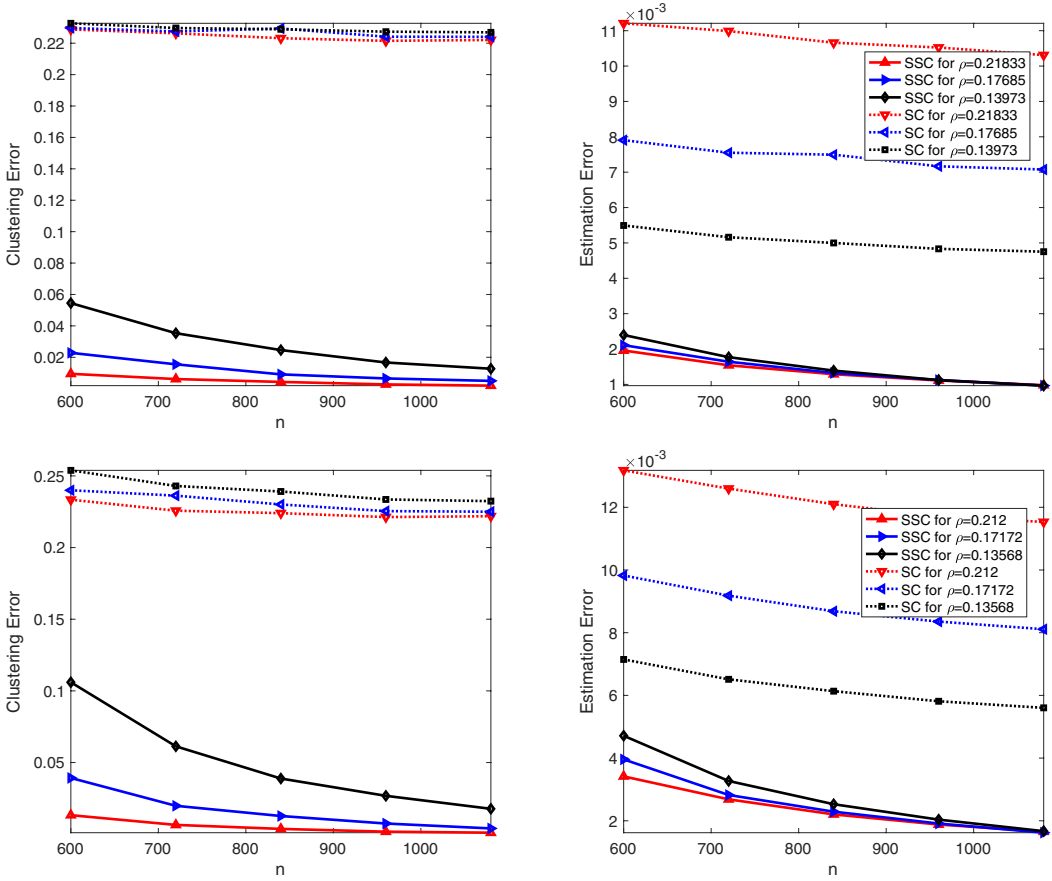 0.22
0.2
0.18
0.16
0.14
0.12
0.1
0.08
0.06
0.04
0.02
600
700
800
900
1000
n
Clustering Error
×10⁻³
11
10
9
8
7
6
5
4
3
2
1
600
700
800
900
1000
n
Estimation Error
SSC for ρ=0.21833
SSC for ρ=0.17685
SSC for ρ=0.13973
SC for ρ=0.21833
SC for ρ=0.17685
SC for ρ=0.13973
0.25
0.2
0.15
0.1
0.05
600
700
800
900
1000
n
Clustering Error
×10⁻³
12
10
8
6
4
2
600
700
800
900
1000
n
Estimation Error
SSC for ρ=0.212
SSC for ρ=0.17172
SSC for ρ=0.13568
SC for ρ=0.212
SC for ρ=0.17172
SC for ρ=0.13568